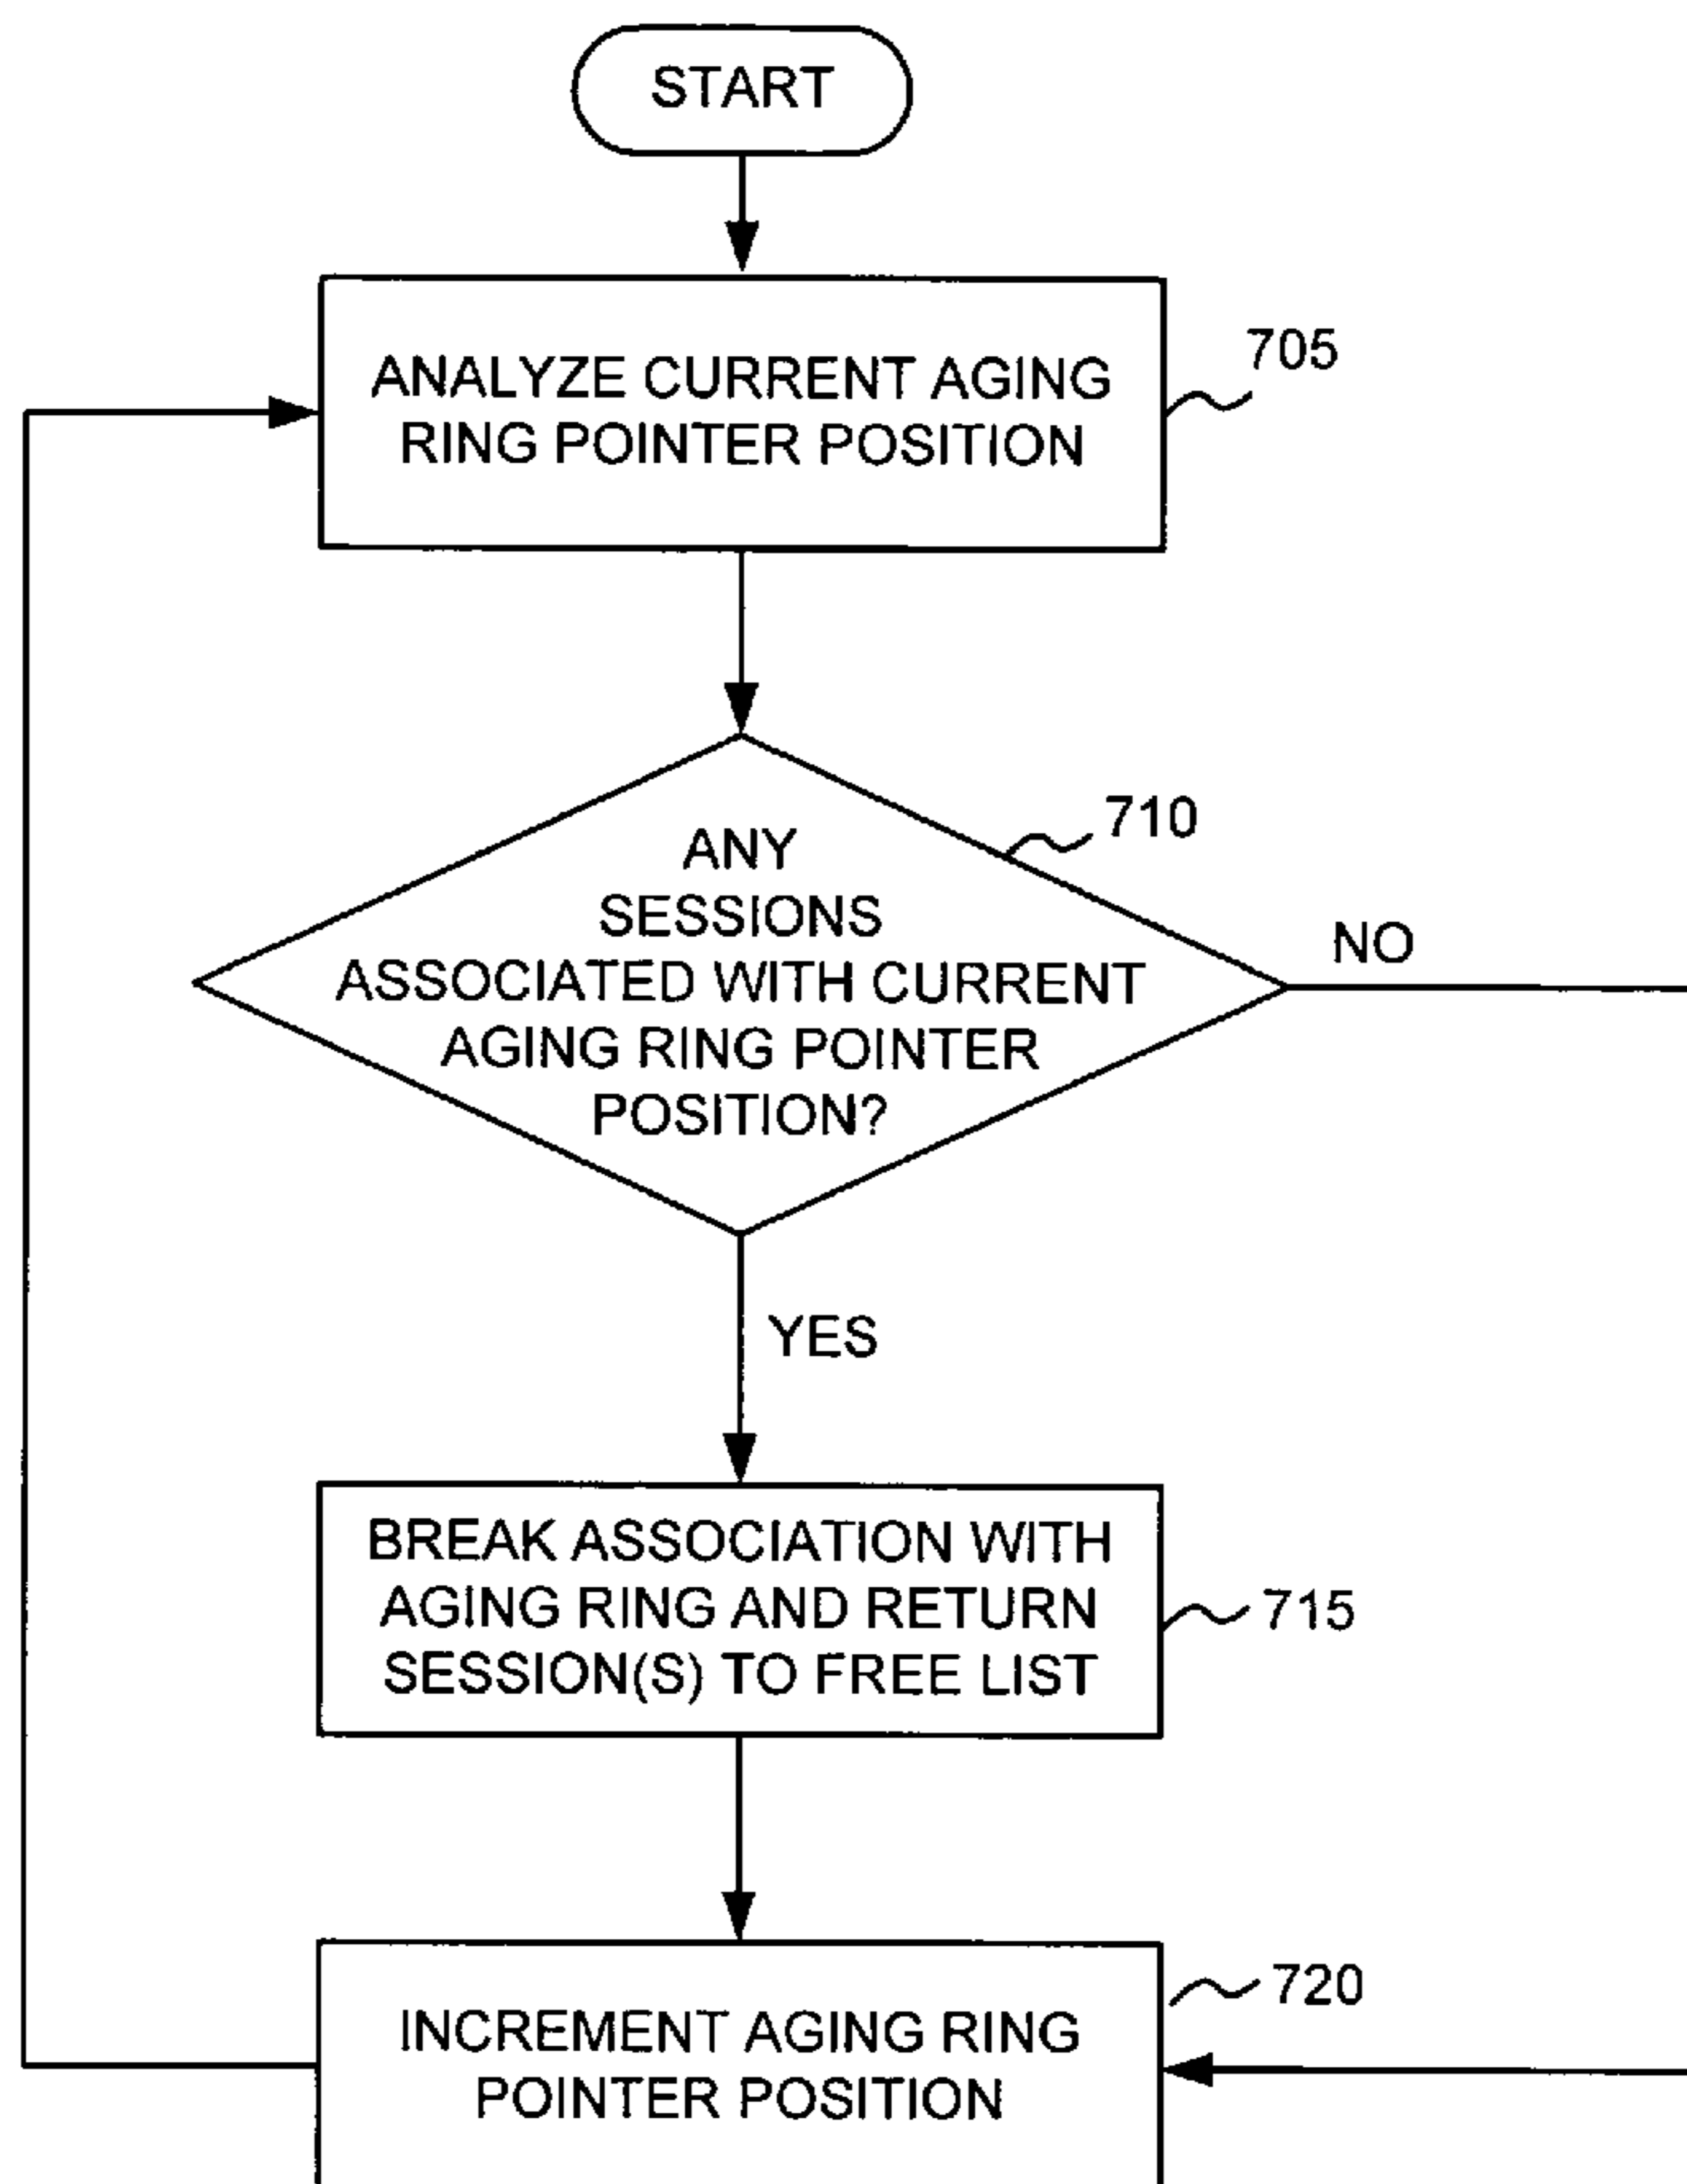 START
ANALYZE CURRENT AGING
RING POINTER POSITION
705
ANY
SESSIONS
ASSOCIATED WITH CURRENT
AGING RING POINTER
POSITION?
710
NO
YES
BREAK ASSOCIATION WITH
AGING RING AND RETURN
SESSION(S) TO FREE LIST
715
INCREMENT AGING RING
POINTER POSITION
720